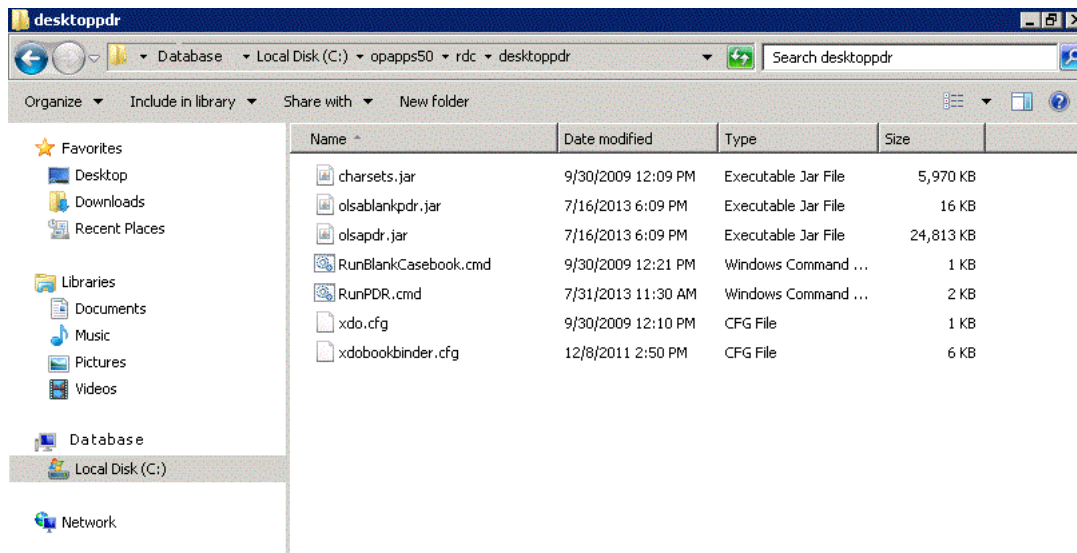 desktoppdr
Database Local Disk (C:) opapps50 rdc desktoppdr Search desktoppdr
Organize Include in library Share with New folder
Name Date modified Type Size
Favorites
Desktop
Downloads
Recent Places
Libraries
Documents
Music
Pictures
Videos
Database
Local Disk (C:)
Network
charsets.jar 9/30/2009 12:09 PM Executable Jar File 5,970 KB
olsablankpdr.jar 7/16/2013 6:09 PM Executable Jar File 16 KB
olsapdr.jar 7/16/2013 6:09 PM Executable Jar File 24,813 KB
RunBlankCasebook.cmd 9/30/2009 12:21 PM Windows Command ... 1 KB
RunPDR.cmd 7/31/2013 11:30 AM Windows Command ... 2 KB
xdo.cfg 9/30/2009 12:10 PM CFG File 1 KB
xdobookbinder.cfg 12/8/2011 2:50 PM CFG File 6 KB